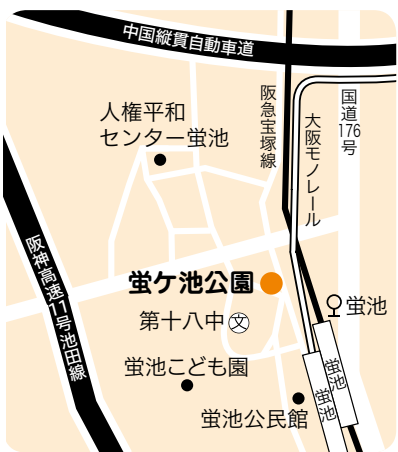 中国縦貫自動車道
人権平和
センター蛍池
阪急宝塚線
大阪モノレール
国道
176
号
阪神高速11号池田線
蛍ケ池公園
第十八中
文
蛍池
蛍池こども園
蛍池
蛍池
蛍池公民館